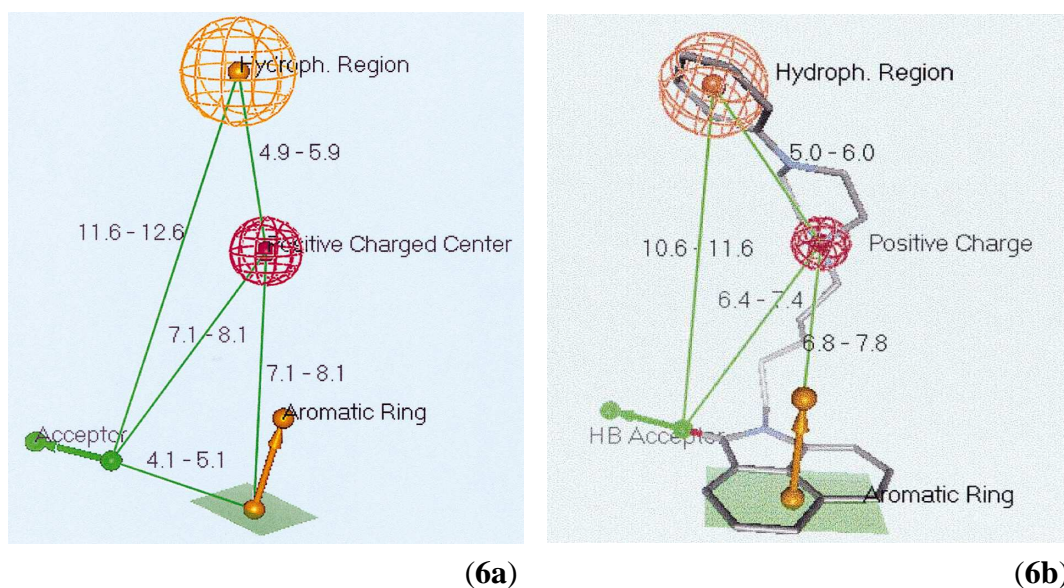 Hydroph. Region
4.9 - 5.9
11.6 - 12.6
Positive Charged Center
7.1 - 8.1
7.1 - 8.1
Aromatic Ring
Acceptor
4.1 - 5.1
(6a)
Hydroph. Region
5.0 - 6.0
10.6 - 11.6
Positive Charge
6.4 - 7.4
6.8 - 7.8
HB Acceptor
Aromatic Ring
(6b)